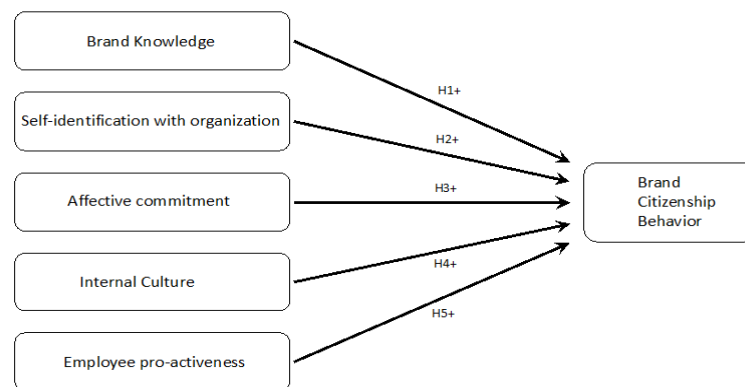 Brand Knowledge
H1+
Self-identification with organization
H2+
Affective commitment
H3+
Brand
Citizenship
Behavior
Internal Culture
H4+
Employee pro-activeness
H5+